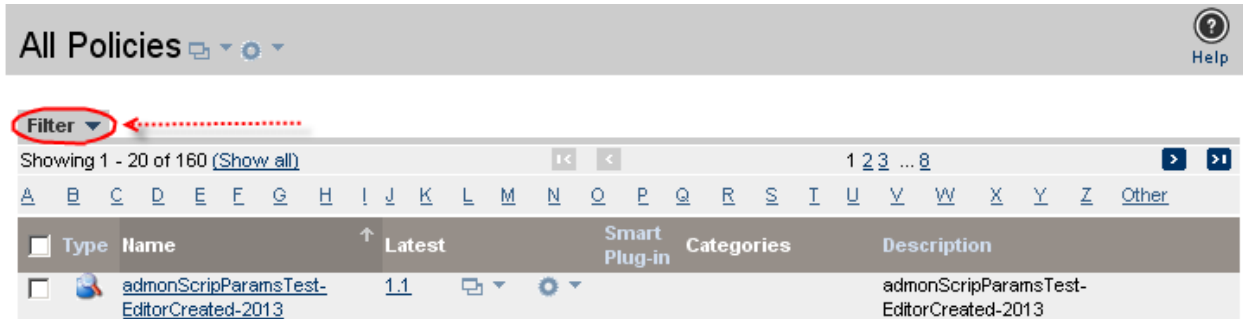 All Policies
Help
Filter
Showing 1 - 20 of 160 (Show all) 1 2 3 ... 8
A B C D E F G H I J K L M N O P Q R S T U V W X Y Z Other
Type Name Latest Smart Plug-in Categories Description
admonScripParamsTest- 1.1 admonScripParamsTest-
EditorCreated-2013 EditorCreated-2013